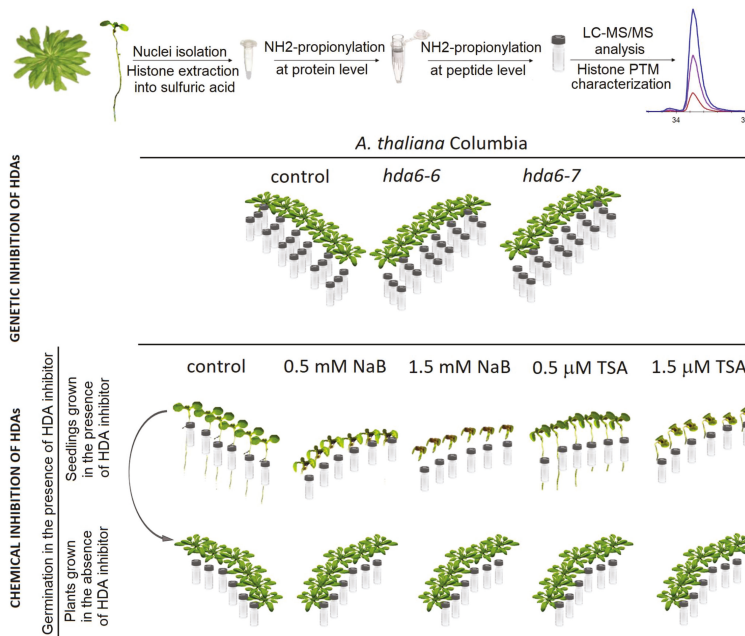 Nuclei isolation
Histone extraction
into sulfuric acid
NH2-propionylation
at protein level
NH2-propionylation
at peptide level
LC-MS/MS
analysis
Histone PTM
characterization
34
3
A. thaliana Columbia
GENETIC INHIBITION OF HDAs
control
hda6-6
hda6-7
CHEMICAL INHIBITION OF HDAs
Germination in the presence of HDA inhibitor
control
0.5 mM NaB
1.5 mM NaB
0.5 μM TSA
1.5 μM TSA
Seedlings grown
in the presence
of HDA inhibitor
Plants grown
in the absence
of HDA inhibitor